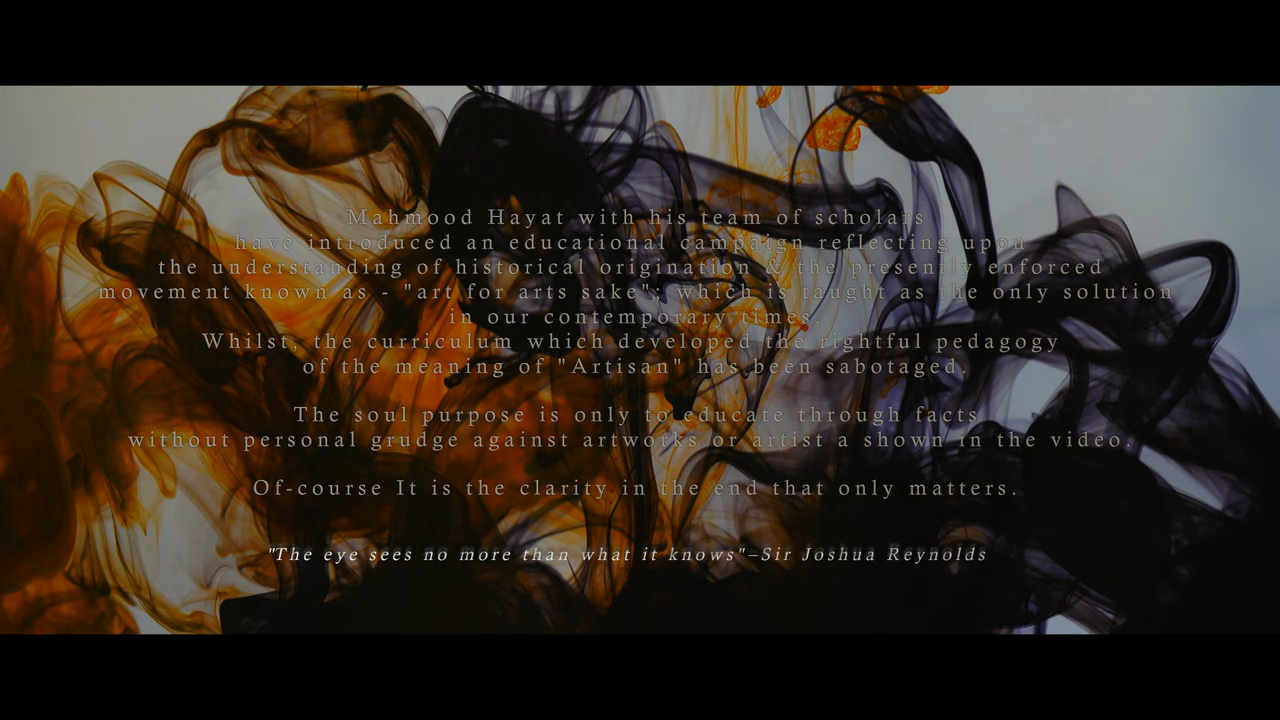 Mahmood Hayat with his team of scholars
have introduced an educational campaign reflecting upon
the understanding of historical origination & the presently enforced
movement known as - "art for arts sake"; which is taught as the only solution
in our contemporary times.
Whilst, the curriculum which developed the rightful pedagogy
of the meaning of "Artisan" has been sabotaged.
The soul purpose is only to educate through facts
without personal grudge against artworks or artist a shown in the video.
Of-course It is the clarity in the end that only matters.
"The eye sees no more than what it knows"–Sir Joshua Reynolds